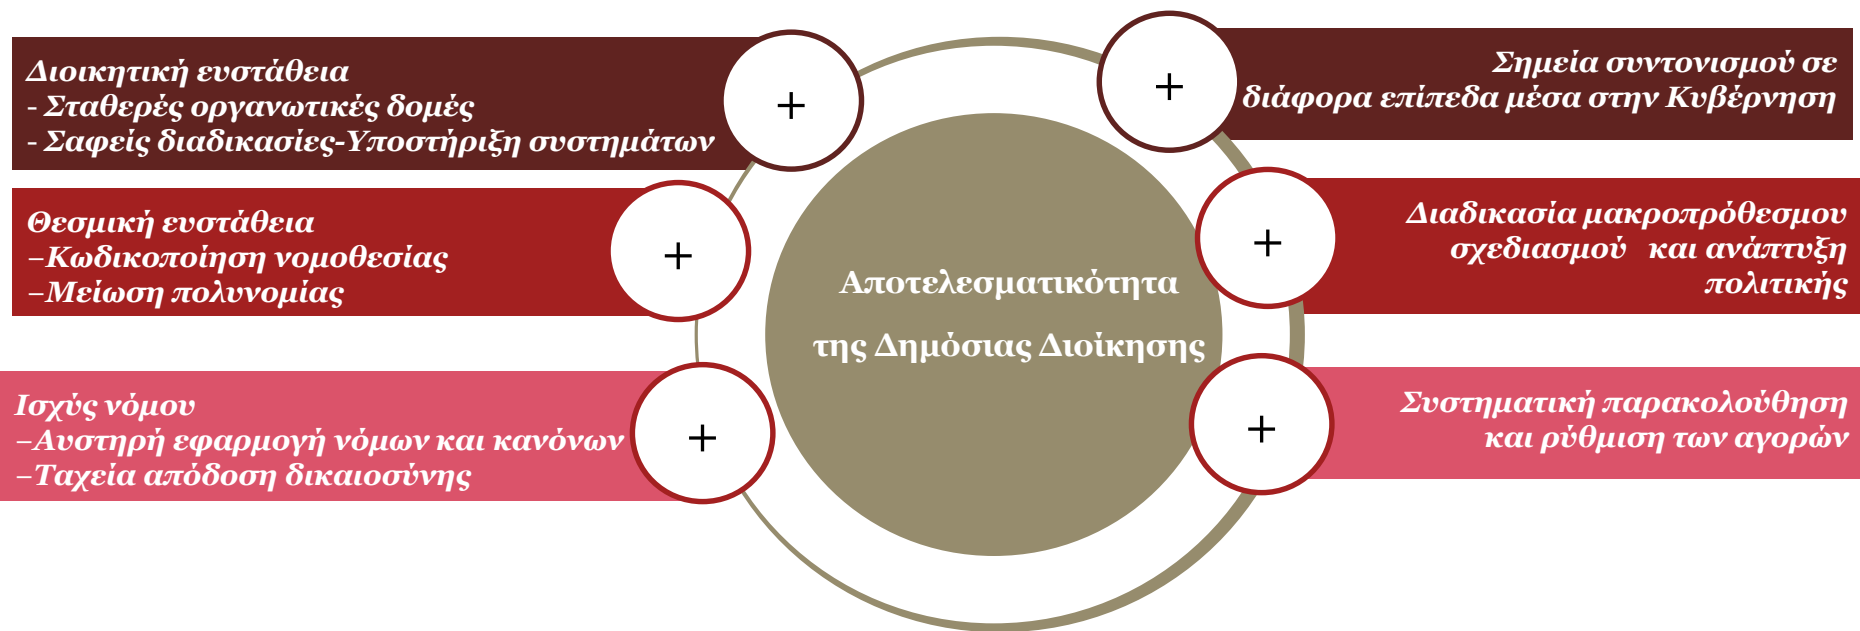 Διοικητική ευστάθεια
- Σταθερές οργανωτικές δομές
- Σαφείς διαδικασίες-Υποστήριξη συστημάτων
+
Θεσμική ευστάθεια
–Κωδικοποίηση νομοθεσίας
–Μείωση πολυνομίας
+
Ισχύς νόμου
–Αυστηρή εφαρμογή νόμων και κανόνων
–Ταχεία απόδοση δικαιοσύνης
+
Αποτελεσματικότητα
της Δημόσιας Διοίκησης
+
Σημεία συντονισμού σε
διάφορα επίπεδα μέσα στην Κυβέρνηση
+
Διαδικασία μακροπρόθεσμου
σχεδιασμού και ανάπτυξη
πολιτικής
+
Συστηματική παρακολούθηση
και ρύθμιση των αγορών